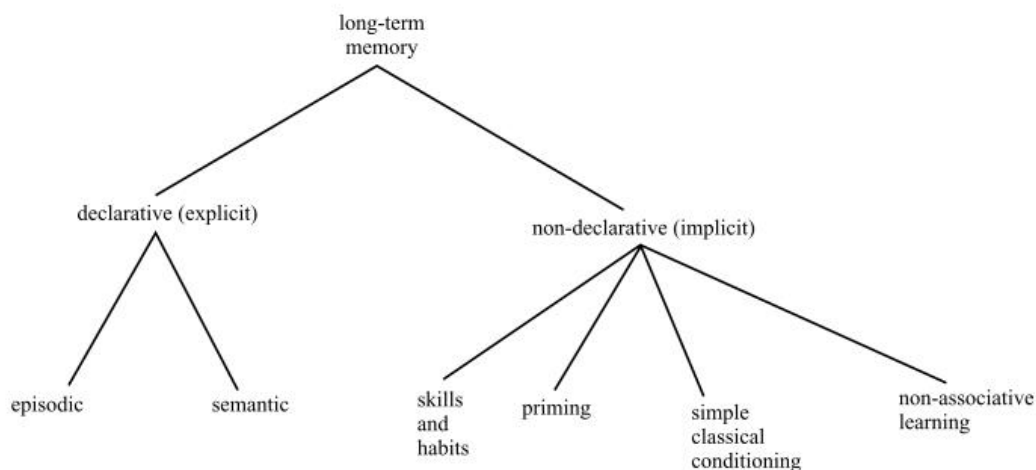 long-term
memory
declarative (explicit)
non-declarative (implicit)
episodic
semantic
skills
and
habits
priming
simple
classical
conditioning
non-associative
learning